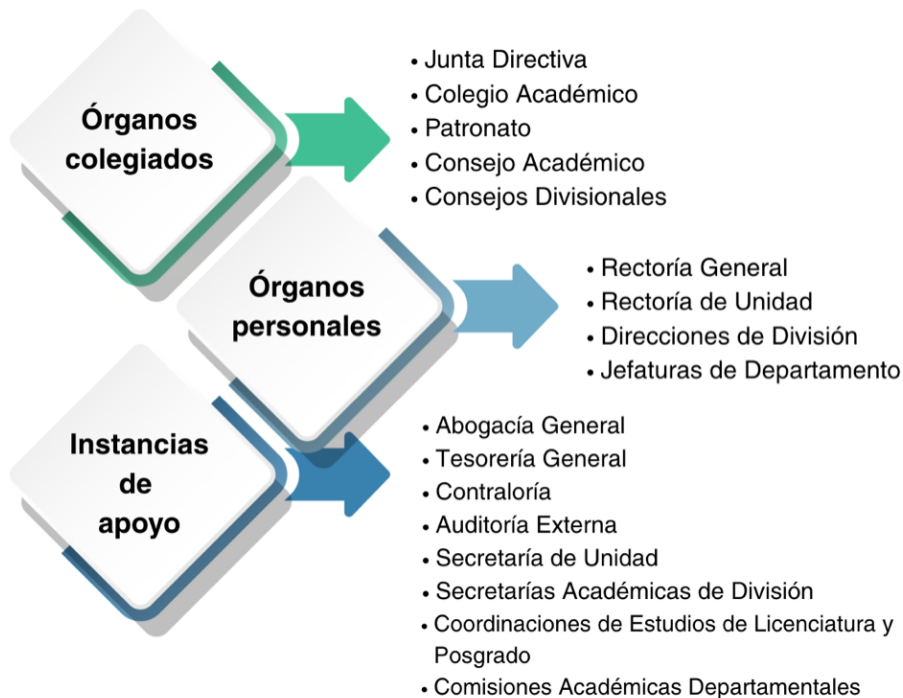 Órganos
colegiados
• Junta Directiva
• Colegio Académico
• Patronato
• Consejo Académico
• Consejos Divisionales
Órganos
personales
• Rectoría General
• Rectoría de Unidad
• Direcciones de División
• Jefaturas de Departamento
Instancias
de
apoyo
• Abogacía General
• Tesorería General
• Contraloría
• Auditoría Externa
• Secretaría de Unidad
• Secretarías Académicas de División
• Coordinaciones de Estudios de Licenciatura y
Posgrado
• Comisiones Académicas Departamentales